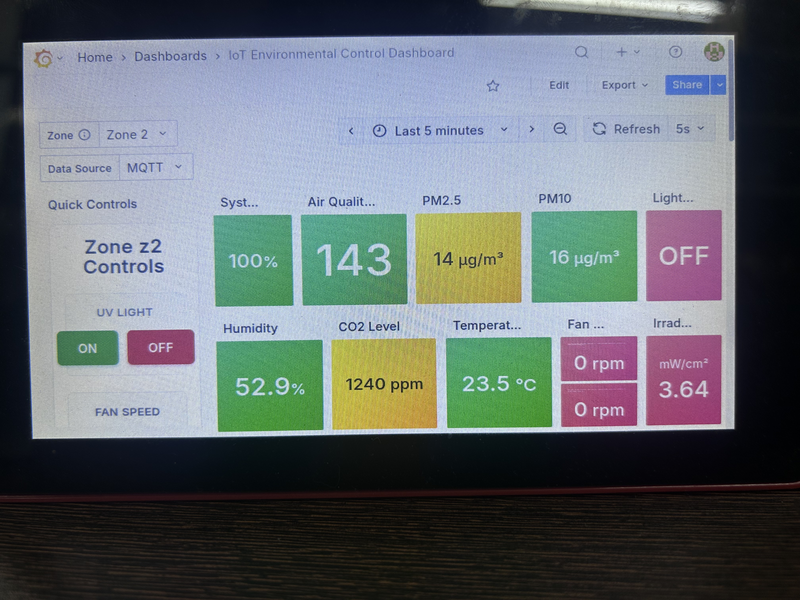 Home > Dashboards > IoT Environmental Control Dashboard
Edit Export Share
Zone Zone 2
Last 5 minutes
Refresh 5s
Data Source MQTT
Quick Controls
Zone z2
Controls
UV LIGHT
ON OFF
FAN SPEED
Syst... Air Qualit... PM2.5 PM10 Light...
100% 143 14 µg/m³ 16 µg/m³ OFF
Humidity CO2 Level Temperat... Fan ... Irrad...
52.9% 1240 ppm 23.5 °C 0 rpm mW/cm²
0 rpm 3.64